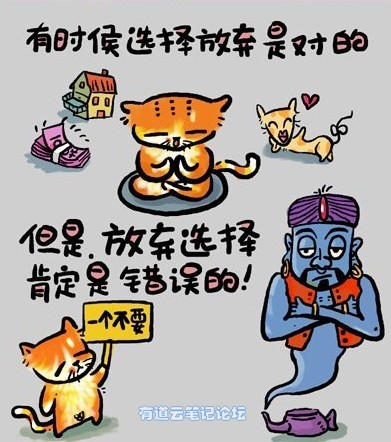 有时候选择放弃是对的
但是,放弃选择
肯定是错误的!
一个不要
有道云笔记论坛